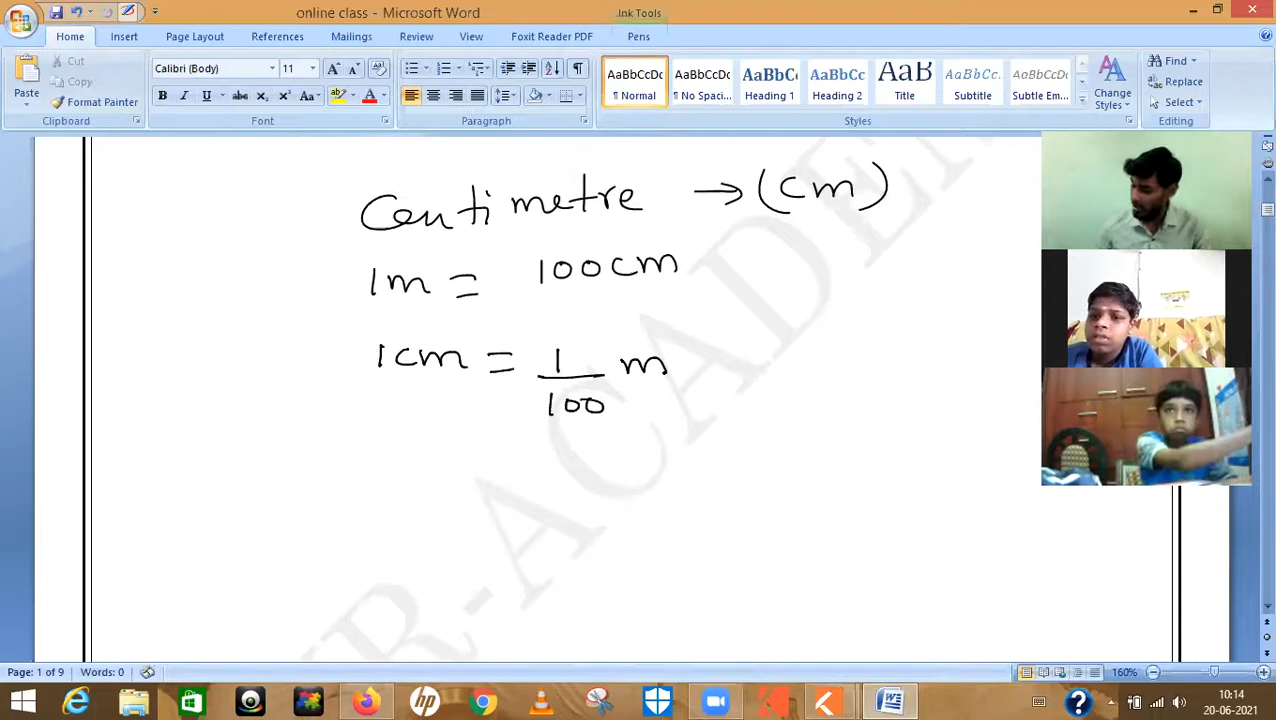 online class - Microsoft Word
Ink Tools
Home Insert Page Layout References Mailings Review View Foxit Reader PDF Pens
Paste
Cut
Copy
Format Painter
Clipboard
Calibri (Body) 11
Font
Paragraph
AaBbCcDc AaBbCcDc AaBbC AaBbCc AaB AaBbCc. AaBbCcDc
¶ Normal ¶ No Spaci... Heading 1 Heading 2 Title Subtitle Subtle Em...
Change Styles
Styles
Find
Replace
Select
Editing
Centimetre → (cm)
1m = 100cm
1cm = 1/100 m
R-ACADEM
Page: 1 of 9 Words: 0
160%
10:14
20-06-2021